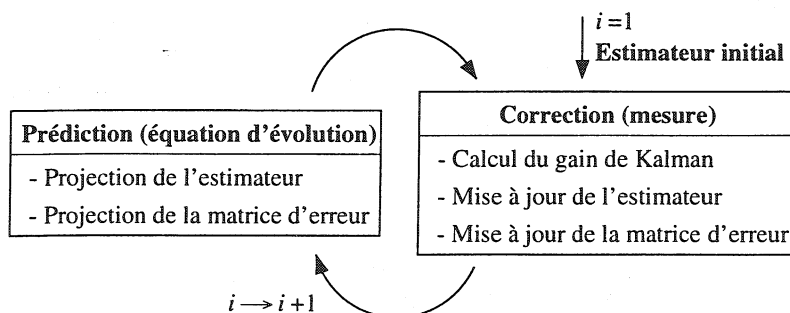 i=1
Estimateur initial
Prédiction (équation d'évolution)
- Projection de l'estimateur
- Projection de la matrice d'erreur
Correction (mesure)
- Calcul du gain de Kalman
- Mise à jour de l'estimateur
- Mise à jour de la matrice d'erreur
i → i+1